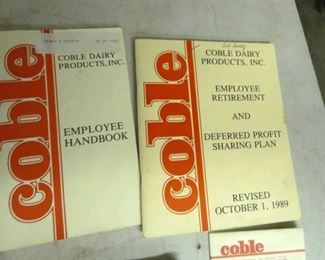 coble
COBLE DAIRY
PRODUCTS, INC.
EMPLOYEE
HANDBOOK
coble
COBLE DAIRY
PRODUCTS, INC.
EMPLOYEE
RETIREMENT
AND
DEFERRED PROFIT
SHARING PLAN
REVISED
OCTOBER 1, 1989
coble